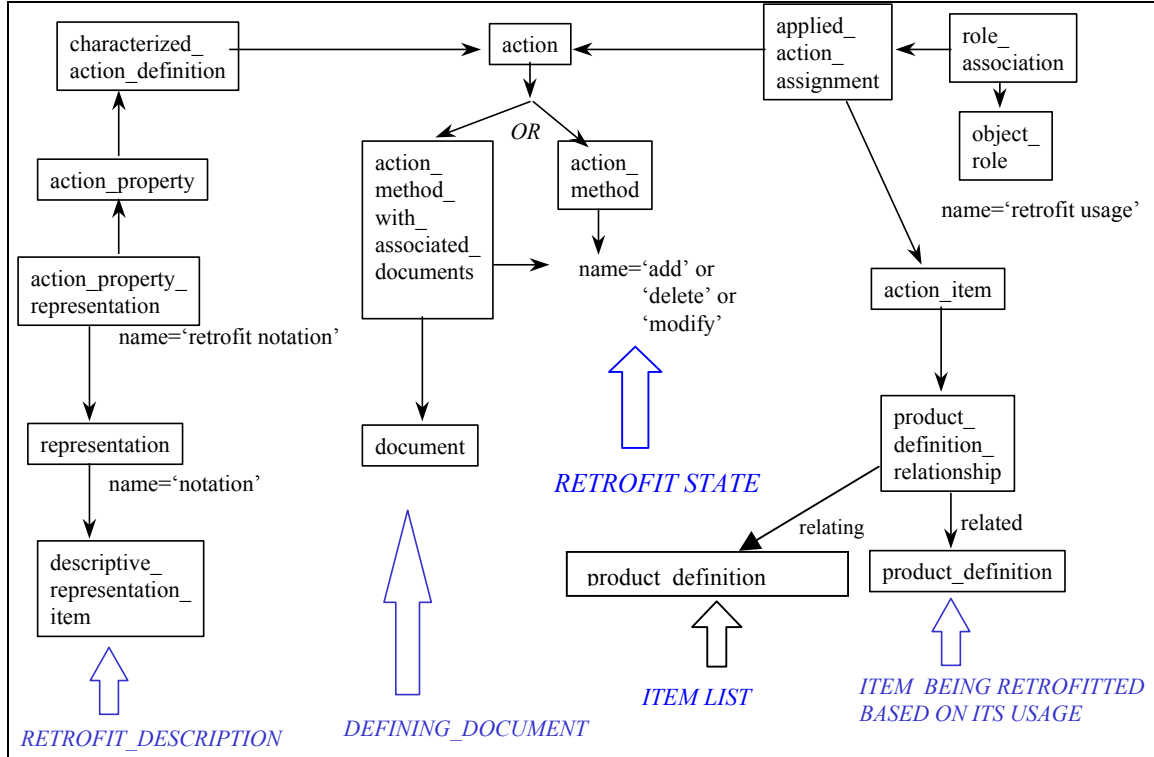 characterized_
action_definition
action
applied_
action_
assignment
role_
association
OR
object_
role
action_property
action_
method_
with_
associated_
documents
action_
method
name=‘retrofit usage’
action_property_
representation
name=‘add’ or
‘delete’ or
‘modify’
action_item
name=‘retrofit notation’
representation
document
product_
definition_
relationship
name=‘notation’
RETROFIT STATE
relating
related
descriptive_
representation_
item
product_definition
product_definition
ITEM LIST
ITEM BEING RETROFITTED
BASED ON ITS USAGE
RETROFIT_DESCRIPTION
DEFINING_DOCUMENT